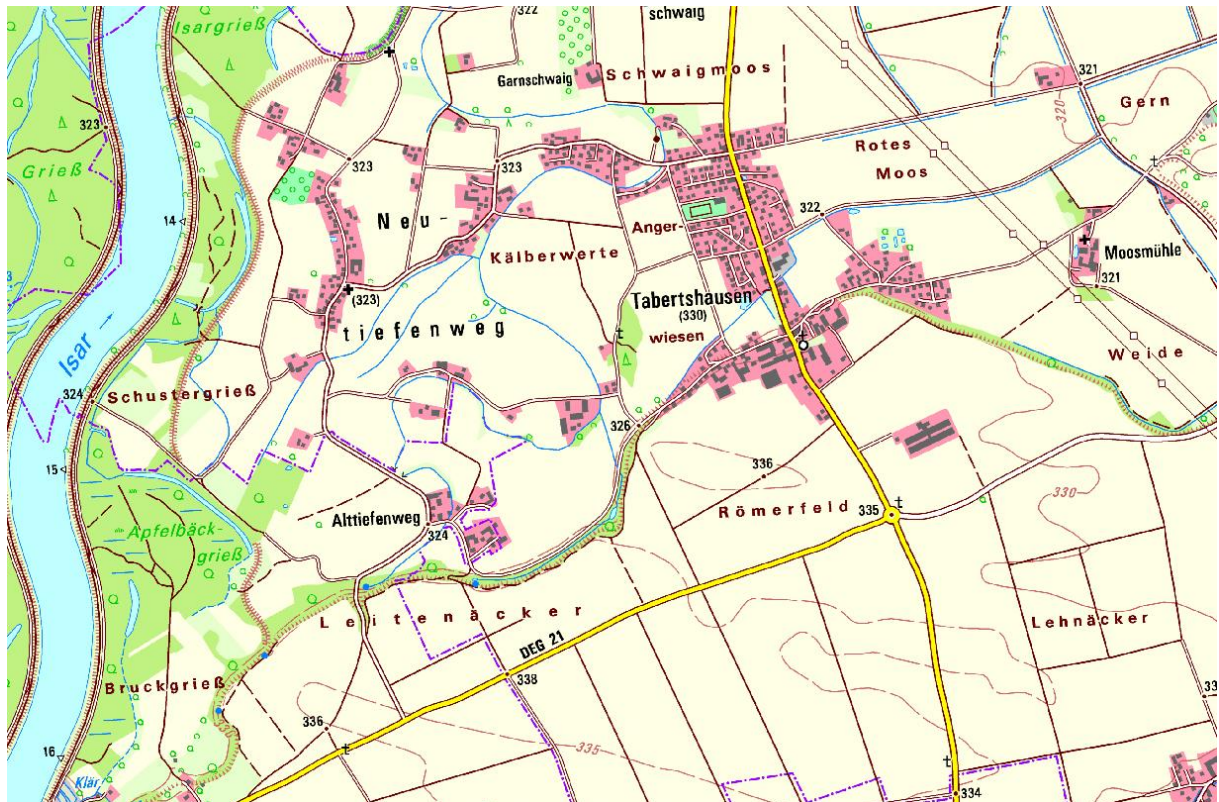 Isargrieß
322
schwaig
Garnschwaig
Schwaigmoos
321
320
Gern
323
Grieß
323
323
Rotes
Moos
14
Neu-
322
Anger-
Kälberwerte
Moosmühle
321
(323)
Tabertshausen
(330)
tiefenweg
wiesen
Isar
Weide
324
Schustergrieß
326
15
336
330
Römerfeld
335
Alttiefenweg
324
Apfelbäck-
grieß
Leitenäcker
Lehnäcker
DEG 21
338
Bruckgrieß
33
336
335
16
Klär
334